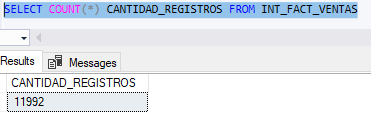 SELECT COUNT(*) CANTIDAD_REGISTROS FROM INT_FACT_VENTAS
Results Messages
CANTIDAD_REGISTROS
11992